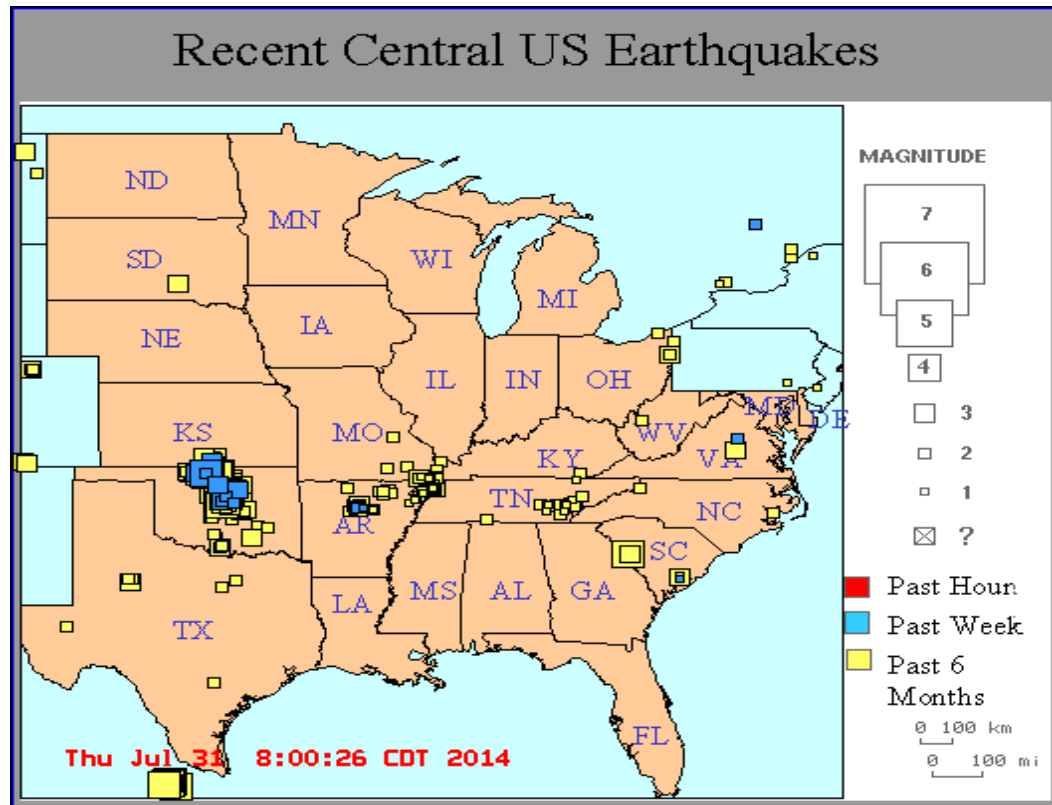 Recent Central US Earthquakes
MAGNITUDE
7
6
5
4
3
2
1
?
ND
MN
SD
WI
MI
NE
IA
IL
IN
OH
MD
DE
KS
MO
WV
KY
VA
TN
NC
AR
SC
MS
AL
GA
LA
TX
FL
Past Hour
Past Week
Past 6
Months
0 100 km
0 100 mi
Thu Jul 31 8:00:26 CDT 2014